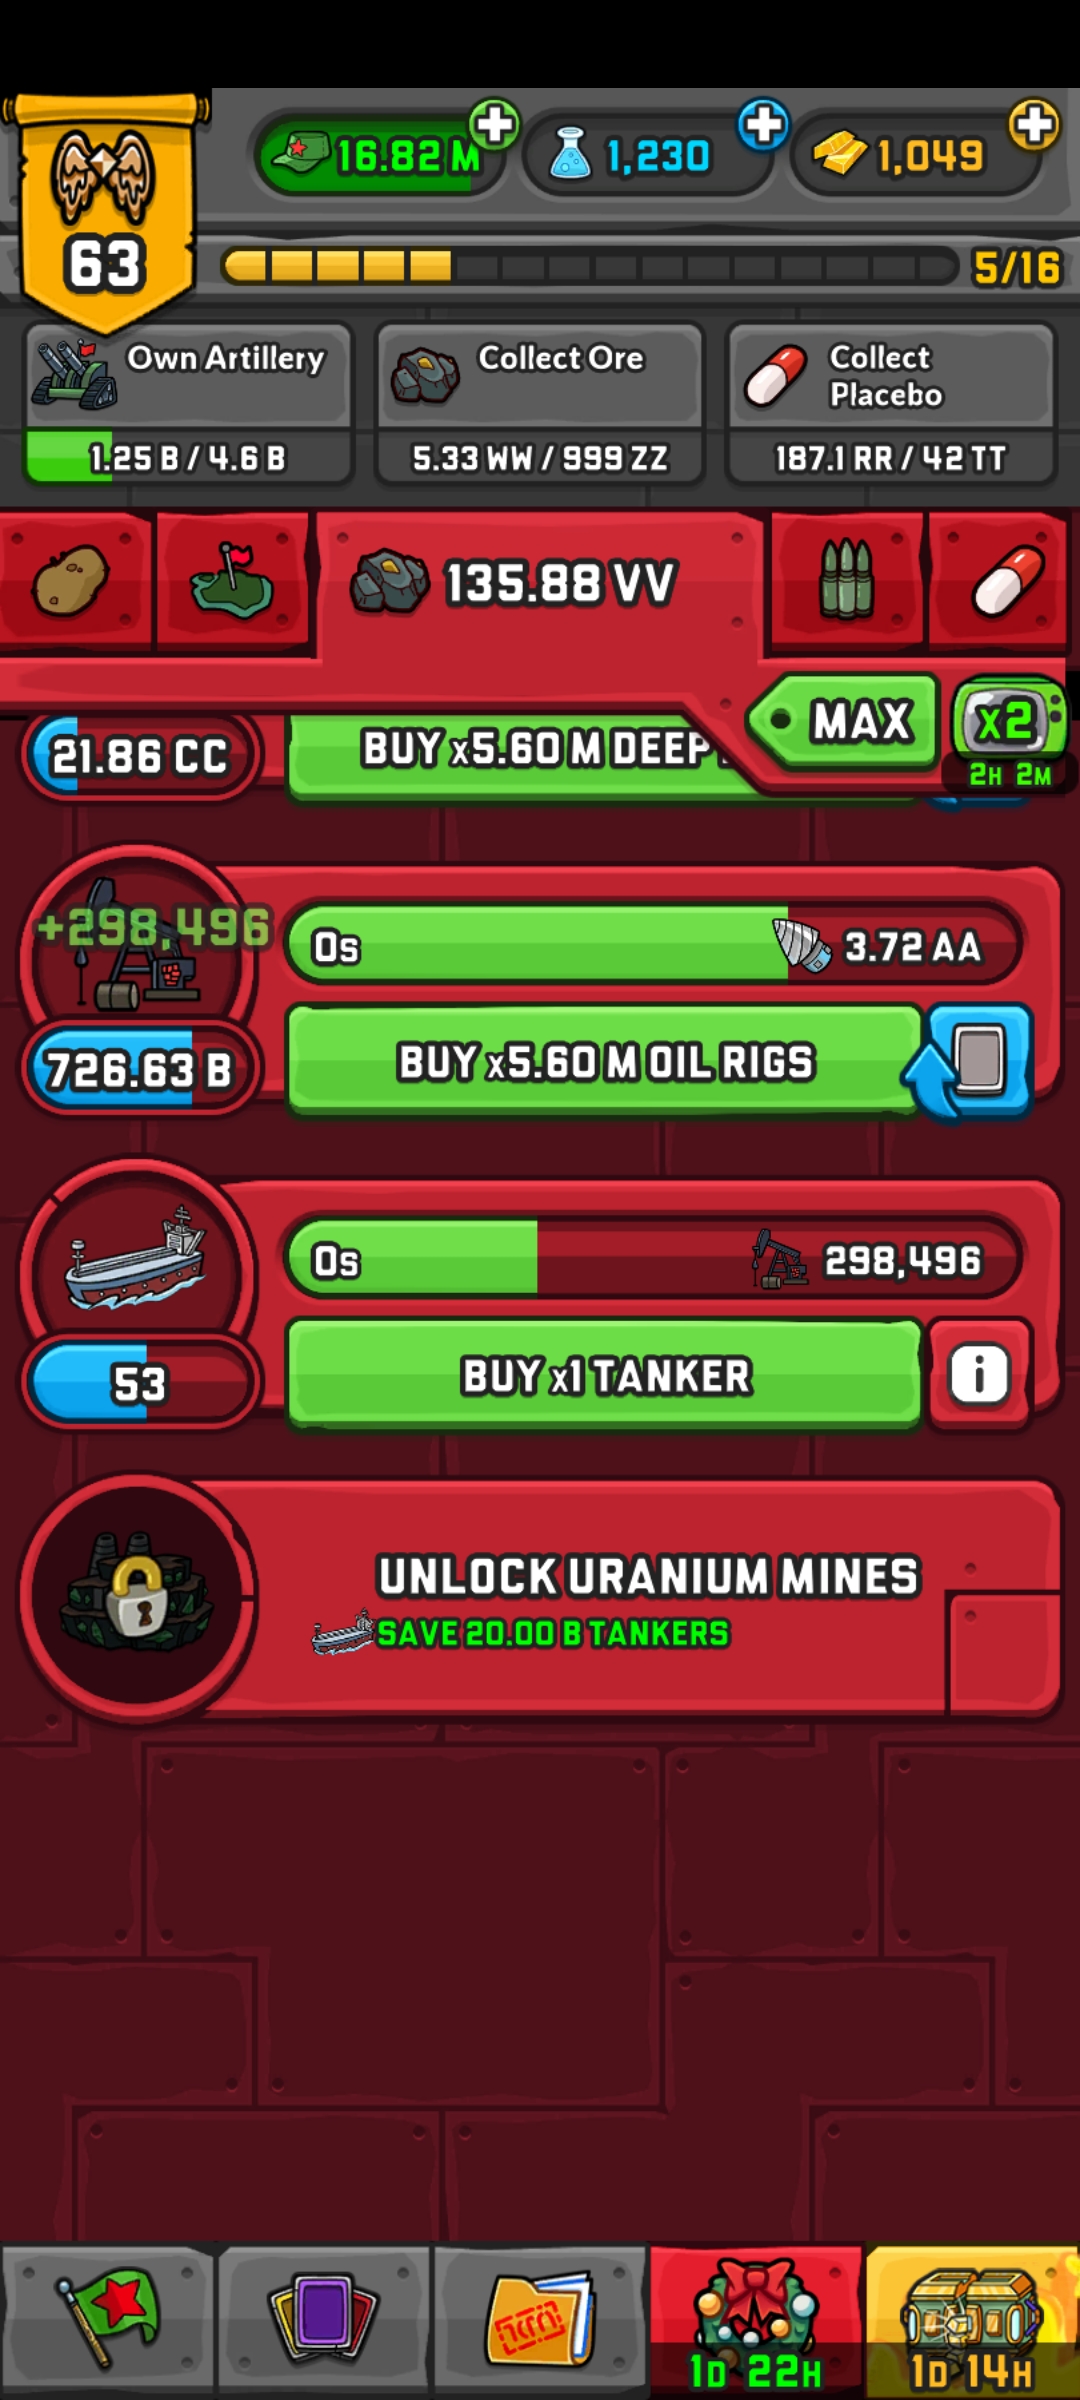 16.82 M
1,230
1,049
63
5/16
Own Artillery
1.25 B / 4.6 B
Collect Ore
5.33 WW / 999 ZZ
Collect
Placebo
187.1 RR / 42 TT
135.88 VV
MAX
x2
2H 2M
21.86 CC
BUY x5.60 M DEEP
+298,496
0s
3.72 AA
726.63 B
BUY x5.60 M OIL RIGS
0s
298,496
53
BUY x1 TANKER
i
UNLOCK URANIUM MINES
SAVE 20.00 B TANKERS
1D 22H
1D 14H